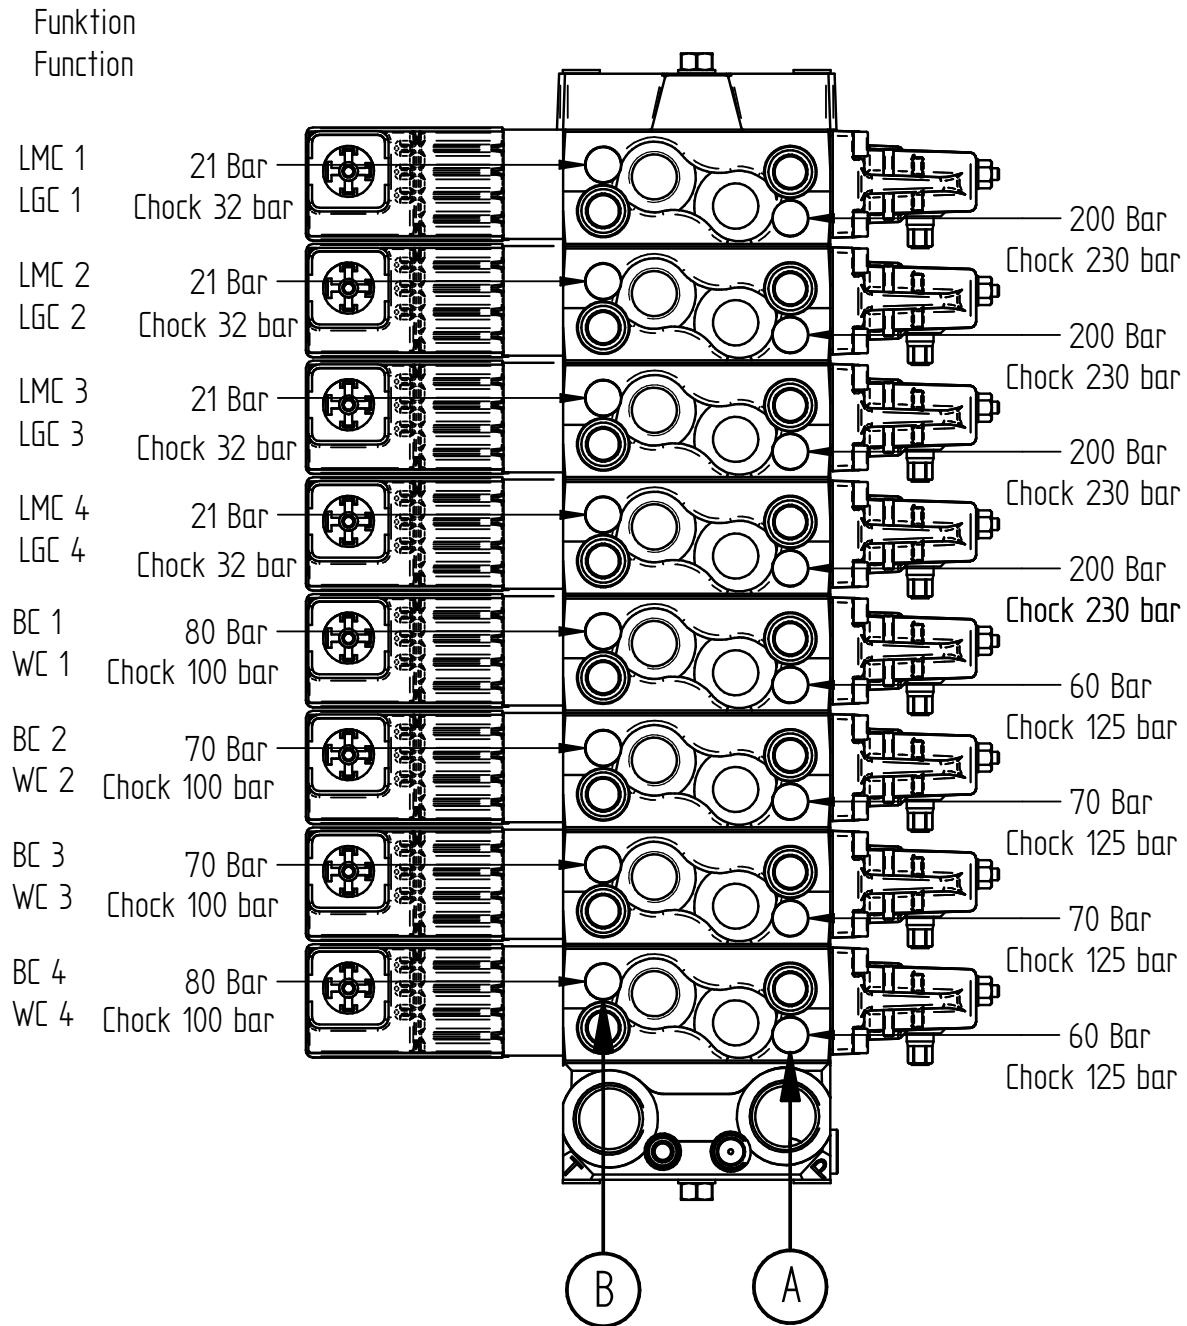 Funktion
Function
LMC 1
LGC 1
21 Bar
Chock 32 bar
200 Bar
Chock 230 bar
LMC 2
LGC 2
21 Bar
Chock 32 bar
200 Bar
Chock 230 bar
LMC 3
LGC 3
21 Bar
Chock 32 bar
200 Bar
Chock 230 bar
LMC 4
LGC 4
21 Bar
Chock 32 bar
200 Bar
Chock 230 bar
BC 1
WC 1
80 Bar
Chock 100 bar
60 Bar
Chock 125 bar
BC 2
WC 2
70 Bar
Chock 100 bar
70 Bar
Chock 125 bar
BC 3
WC 3
70 Bar
Chock 100 bar
70 Bar
Chock 125 bar
BC 4
WC 4
80 Bar
Chock 100 bar
60 Bar
Chock 125 bar
T
P
B
A